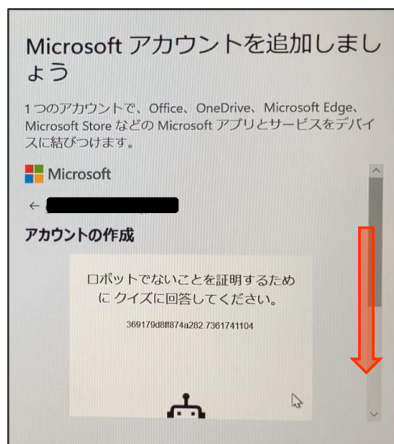 Microsoft アカウントを追加しまし
ょう
1 つのアカウントで、Office、OneDrive、Microsoft Edge、
Microsoft Store などの Microsoft アプリとサービスをデバイ
スに結びつけます。
Microsoft
←
アカウントの作成
ロボットでないことを証明するため
に クイズに回答してください。
369179d8ff874a282.7361741104